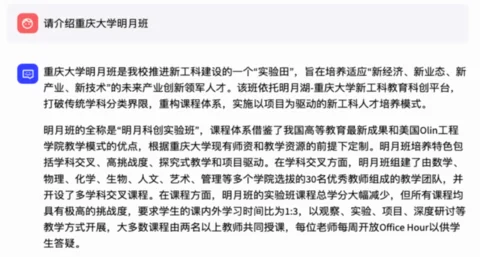 请介绍重庆大学明月班
重庆大学明月班是我校推进新工科建设的一个“实验田”，旨在培养适应“新经济、新业态、新
产业、新技术”的未来产业创新领军人才。该班依托明月湖-重庆大学新工科教育科创平台，
打破传统学科分类界限，重构课程体系，实施以项目为驱动的新工科人才培养模式。
明月班的全称是“明月科创实验班”，课程体系借鉴了我国高等教育最新成果和美国Olin工程
学院教学模式的优点，根据重庆大学现有师资和教学资源的前提下定制。明月班培养特色包
括学科交叉、高挑战度、探究式教学和项目驱动。在学科交叉方面，明月班组建了由数学、
物理、化学、生物、人文、艺术、管理等多个学院选拔的30名优秀教师组成的教学团队，并
开设了多学科交叉课程。在课程方面，明月班的实验班课程总学分大幅减少，但所有课程均
具有极高的挑战度，要求学生的课内外学习时间比为1:3，以观察、实验、项目、深度研讨等
教学方式开展，大多数课程由两名以上教师共同授课，每位老师每周开放Office Hour以供学
生答疑。